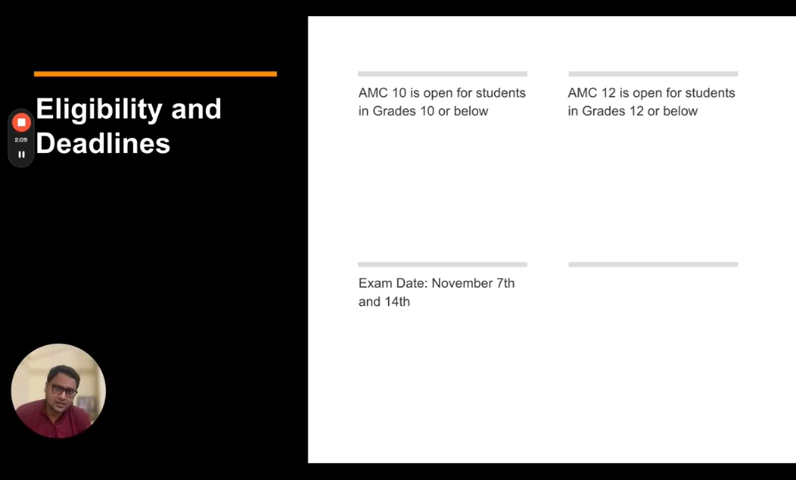 Eligibility and
Deadlines
2:09
AMC 10 is open for students
in Grades 10 or below
AMC 12 is open for students
in Grades 12 or below
Exam Date: November 7th
and 14th